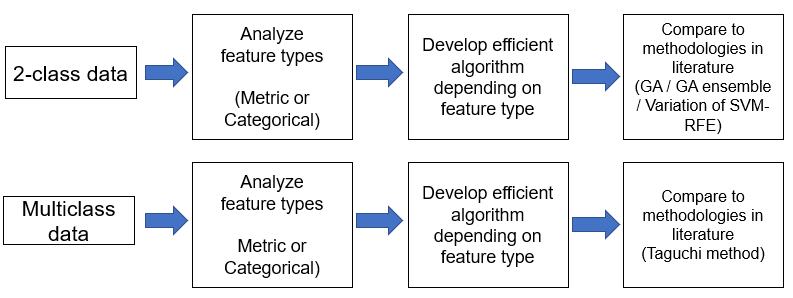 2-class data
Analyze
feature types
(Metric or
Categorical)
Develop efficient
algorithm
depending on
feature type
Compare to
methodologies in
literature
(GA / GA ensemble
/ Variation of SVM-
RFE)
Multiclass
data
Analyze
feature types
Metric or
Categorical)
Develop efficient
algorithm
depending on
feature type
Compare to
methodologies in
literature
(Taguchi method)